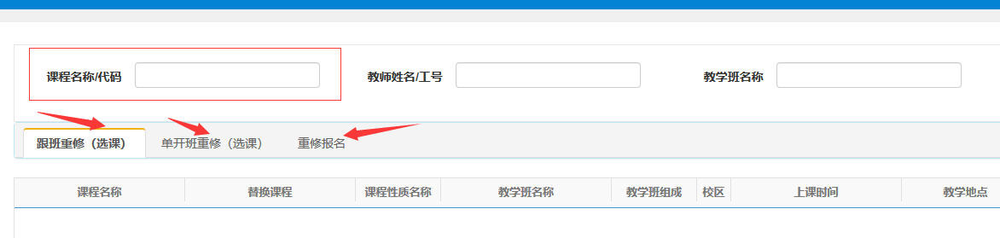 课程名称/代码 教师姓名/工号 教学班名称
跟班重修（选课） 单开班重修（选课） 重修报名
课程名称 替换课程 课程性质名称 教学班名称 教学班组成 校区 上课时间 教学地点